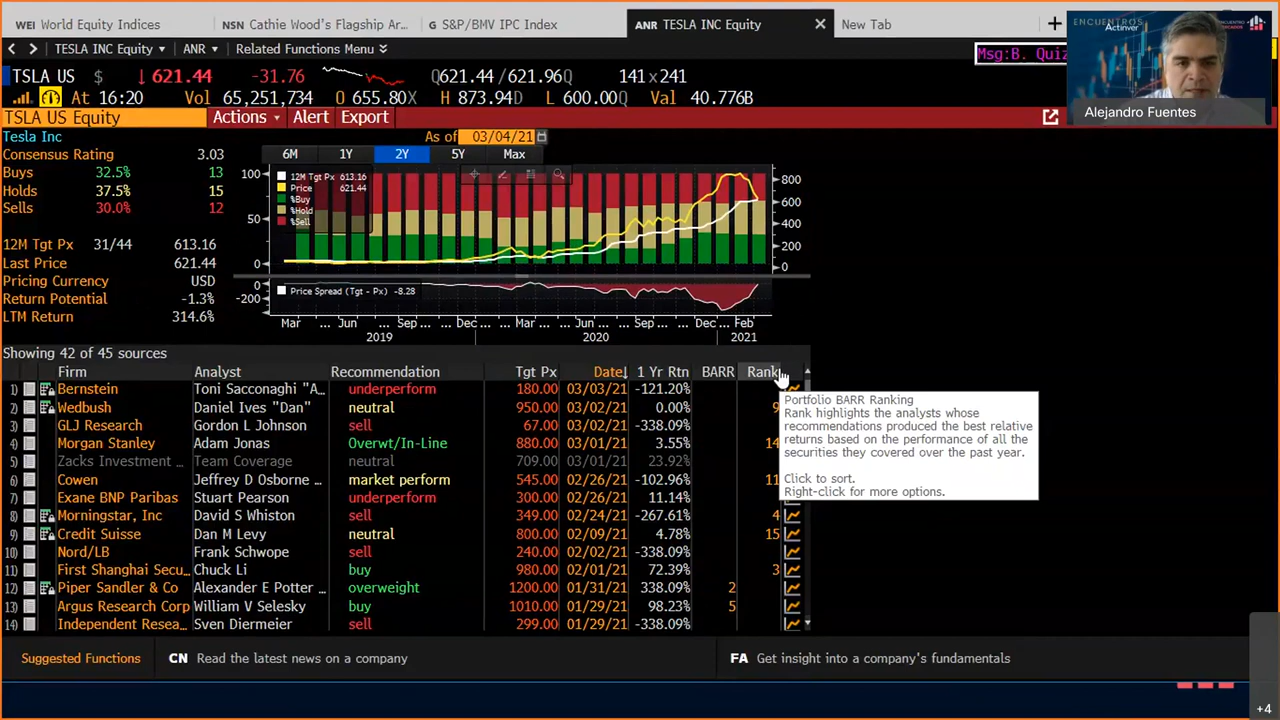 WEI World Equity Indices NSN Cathie Wood's Flagship Ar... G S&P/BMV IPC Index ANR TESLA INC Equity New Tab
TESLA INC Equity ANR Related Functions Menu
Msg:B. Quiz
ENCUENTROS
Actinver
Alejandro Fuentes
TSLA US $ ↓ 621.44 -31.76 Q621.44 / 621.96Q 141 x 241
At 16:20 Vol 65,251,734 O 655.80X H 873.94D L 600.00Q Val 40.776B
TSLA US Equity Actions Alert Export
Tesla Inc As of 03/04/21
Consensus Rating 3.03 6M 1Y 2Y 5Y Max
Buys 32.5% 13
Holds 37.5% 15
Sells 30.0% 12
12M Tgt Px 31/44 613.16
Last Price 621.44
Pricing Currency USD
Return Potential -1.3%
LTM Return 314.6%
12M Tgt Px 613.16
Price 621.44
%Buy
%Hold
%Sell
100
50
0
800
600
400
200
0
Price Spread (Tgt - Px) -8.28
0
-200
Mar ... Jun ... Sep ... Dec ... Mar ... Jun ... Sep ... Dec Feb
2019 2020 2021
Showing 42 of 45 sources
Firm Analyst Recommendation Tgt Px Date↓ 1 Yr Rtn BARR Rank
1) Bernstein Toni Sacconaghi "A... underperform 180.00 03/03/21 -121.20%
2) Wedbush Daniel Ives "Dan" neutral 950.00 03/02/21 0.00% 9
3) GLJ Research Gordon L Johnson sell 67.00 03/02/21 -338.09%
4) Morgan Stanley Adam Jonas Overwt/In-Line 880.00 03/01/21 3.55% 14
5) Zacks Investment ... Team Coverage neutral 709.00 03/01/21 23.92%
6) Cowen Jeffrey D Osborne ... market perform 545.00 02/26/21 -102.96% 11
7) Exane BNP Paribas Stuart Pearson underperform 300.00 02/26/21 11.14%
8) Morningstar, Inc David S Whiston sell 349.00 02/24/21 -267.61% 4
9) Credit Suisse Dan M Levy neutral 800.00 02/09/21 4.78% 15
10) Nord/LB Frank Schwope sell 240.00 02/02/21 -338.09%
11) First Shanghai Secu... Chuck Li buy 980.00 02/01/21 72.39% 3
12) Piper Sandler & Co Alexander E Potter ... overweight 1200.00 01/31/21 338.09% 2
13) Argus Research Corp William V Selesky buy 1010.00 01/29/21 98.23% 5
14) Independent Resea... Sven Diermeier sell 299.00 01/29/21 -338.09%
Portfolio BARR Ranking
Rank highlights the analysts whose
recommendations produced the best relative
returns based on the performance of all the
securities they covered over the past year.
Click to sort.
Right-click for more options.
Suggested Functions CN Read the latest news on a company FA Get insight into a company's fundamentals
+4